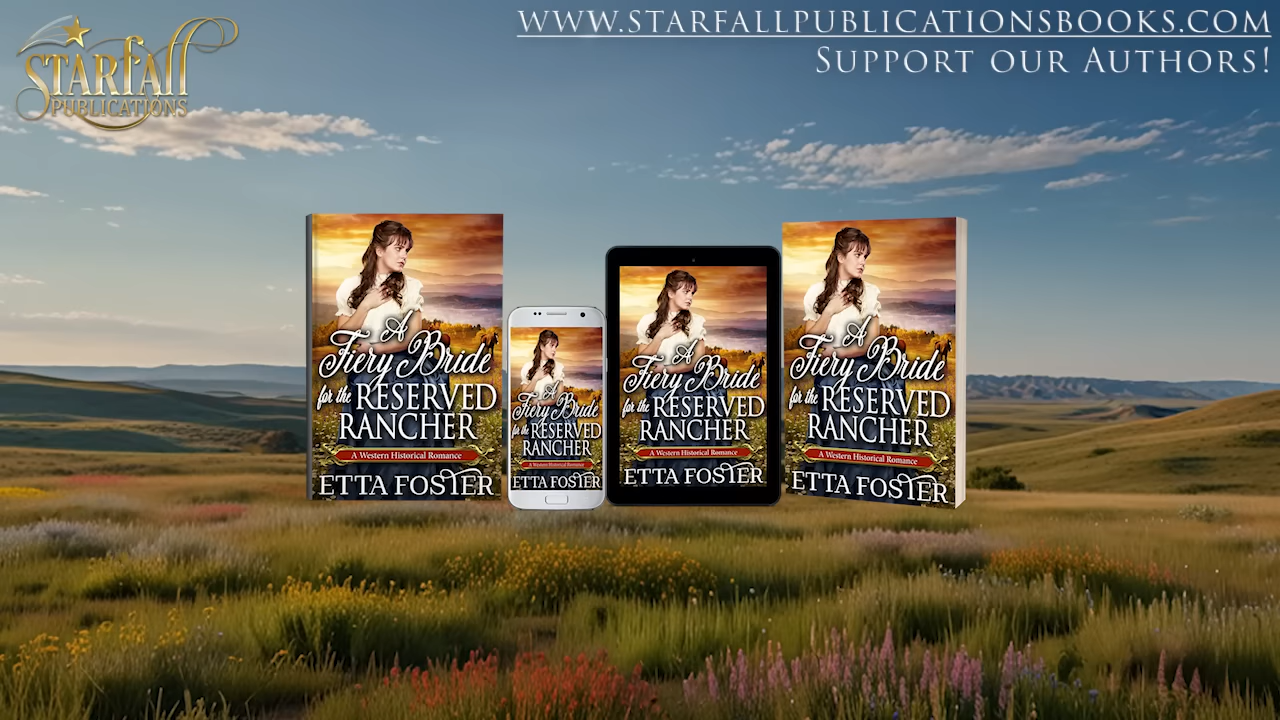 STARFALL
PUBLICATIONS
WWW.STARFALLPUBLICATIONSBOOKS.COM
SUPPORT OUR AUTHORS!
A
Fiery Bride
for the RESERVED
RANCHER
A Western Historical Romance
ETTA FOSTER
A
Fiery Bride
for the RESERVED
RANCHER
A Western Historical Romance
ETTA FOSTER
A
Fiery Bride
for the RESERVED
RANCHER
A Western Historical Romance
ETTA FOSTER
A
Fiery Bride
for the RESERVED
RANCHER
A Western Historical Romance
ETTA FOSTER